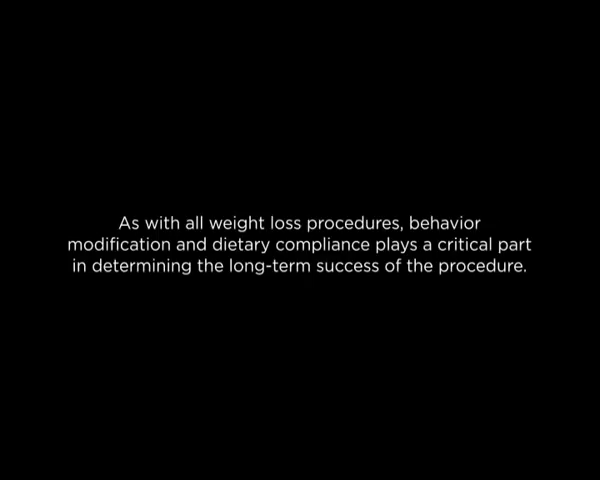 As with all weight loss procedures, behavior
modification and dietary compliance plays a critical part
in determining the long-term success of the procedure.